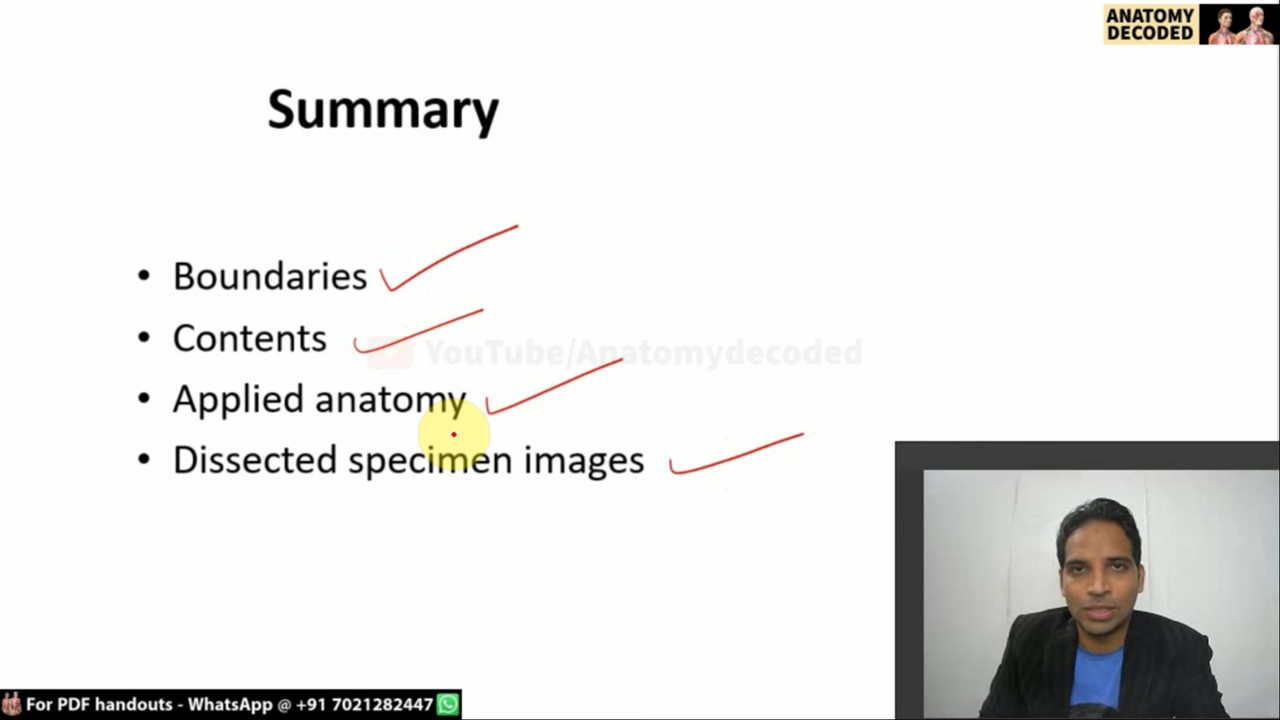 ANATOMY
DECODED
Summary
• Boundaries
• Contents
YouTube/Anatomydecoded
• Applied anatomy
• Dissected specimen images
For PDF handouts - WhatsApp @ +91 7021282447